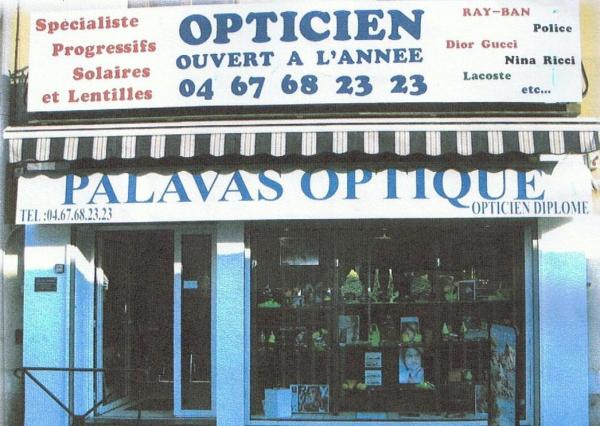 Spécialiste
Progressifs
Solaires
et Lentilles
OPTICIEN
OUVERT A L'ANNEE
04 67 68 23 23
RAY-BAN
Police
Dior Gucci
Nina Ricci
Lacoste
etc...
PALAVAS OPTIQUE
TEL :04.67.68.23.23
OPTICIEN DIPLOME